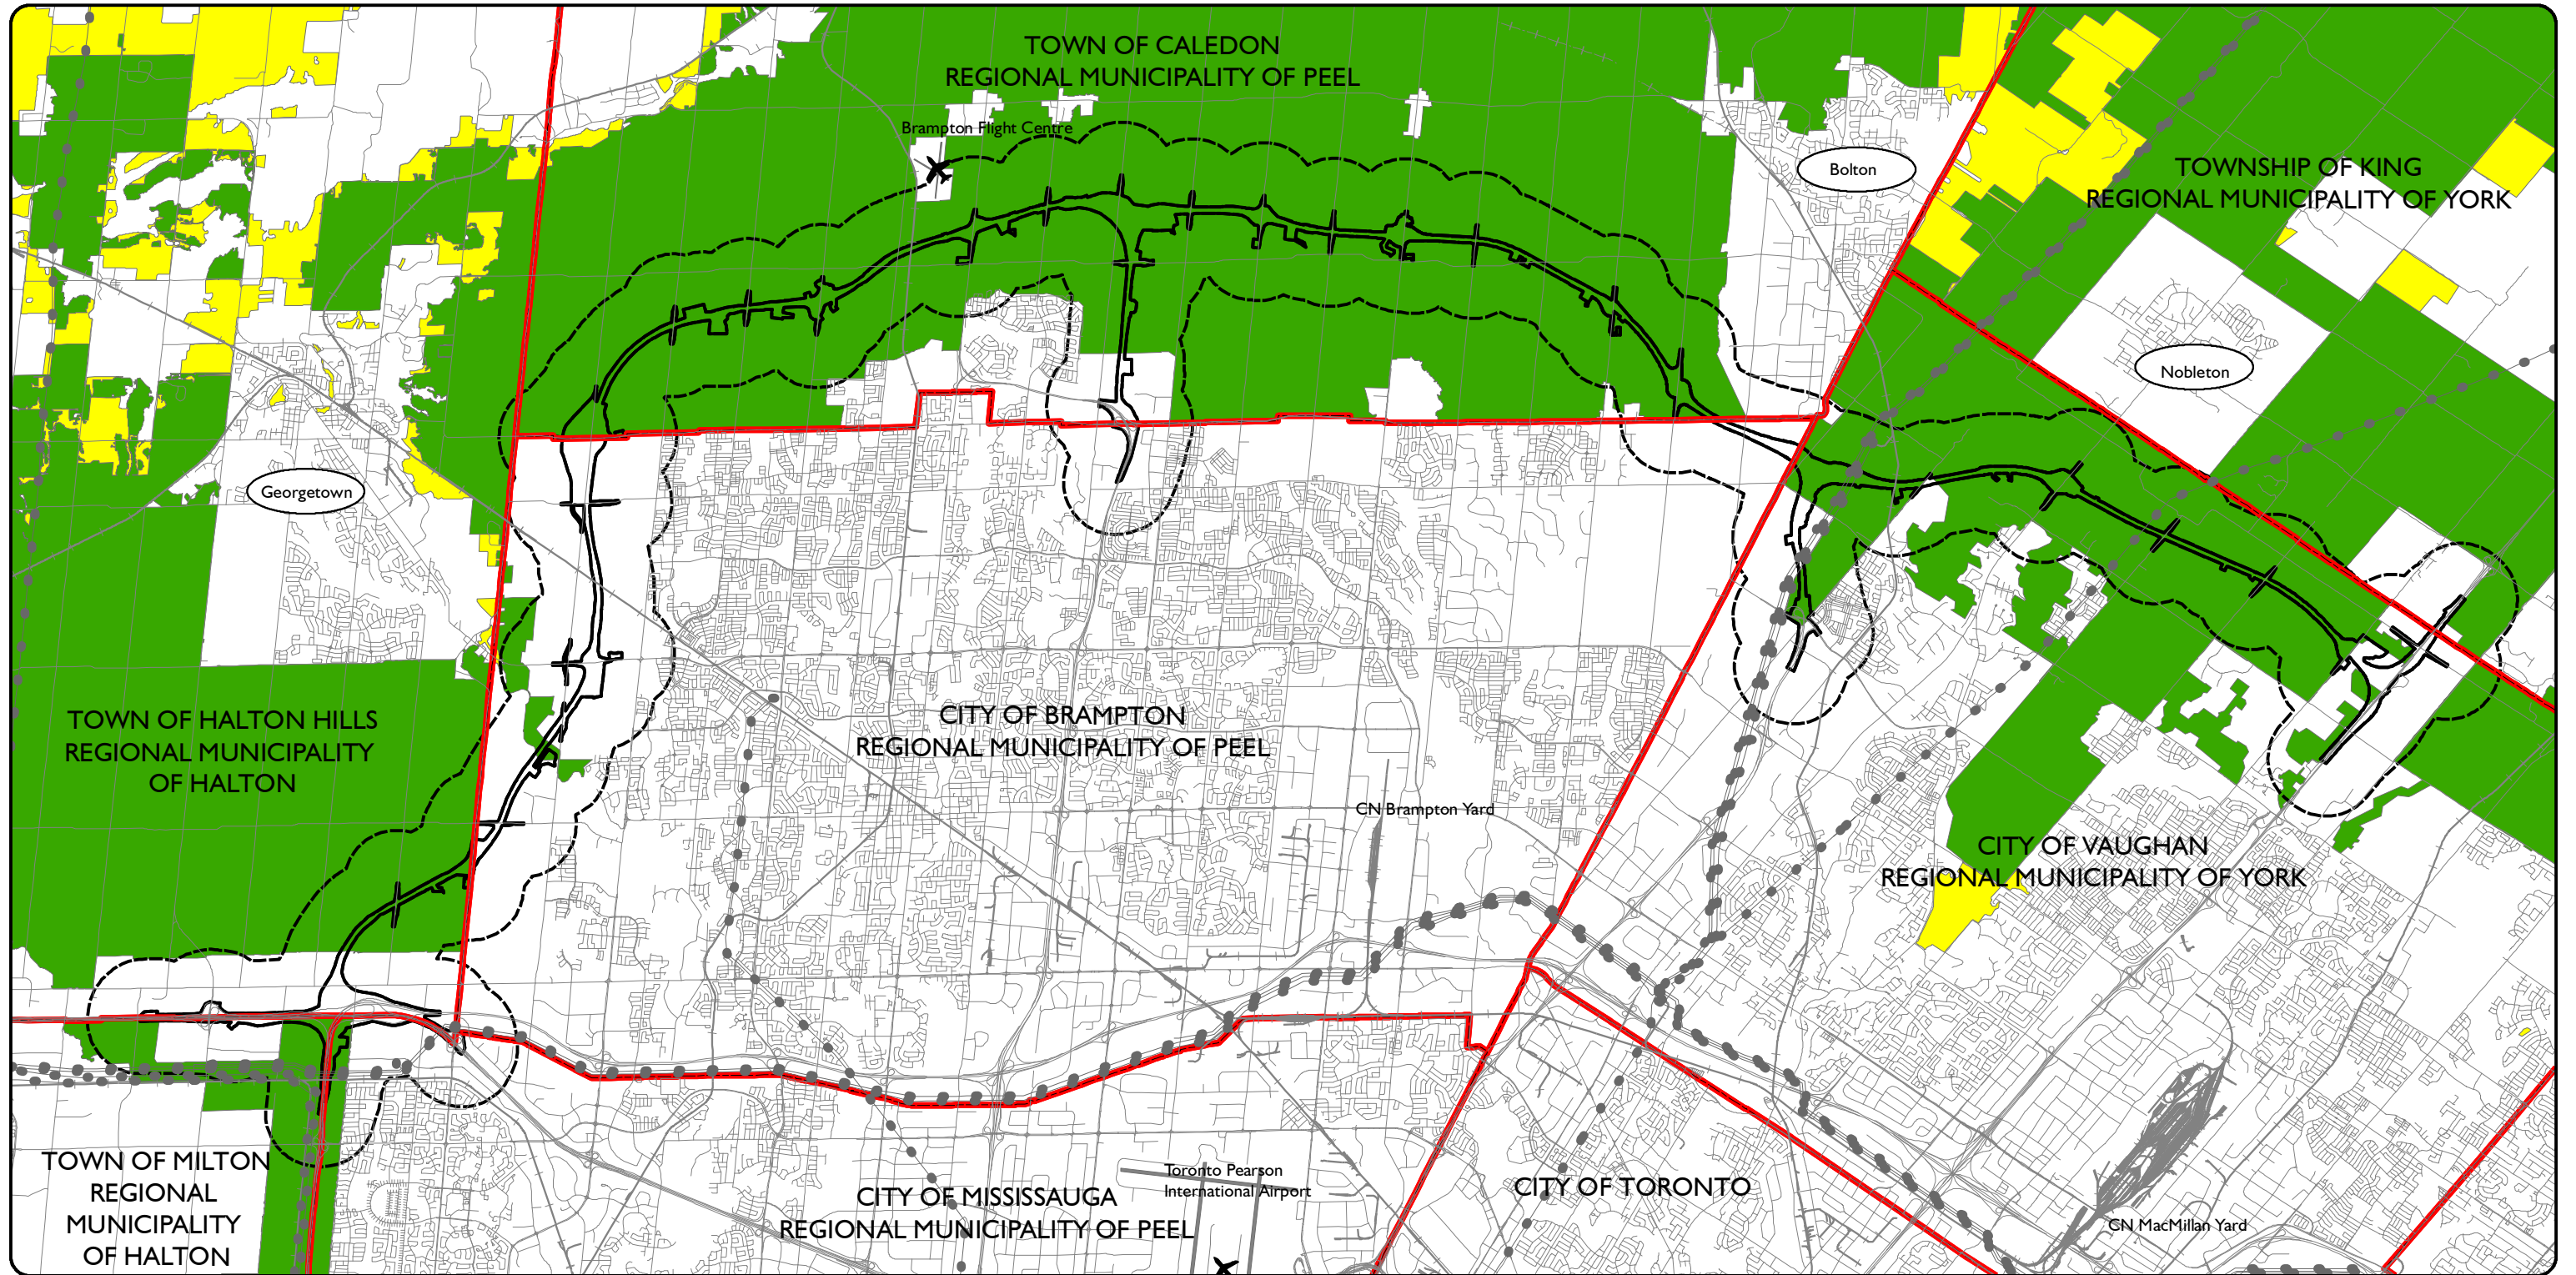 TOWN OF CALEDON
REGIONAL MUNICIPALITY OF PEEL
Brampton Flight Centre
Bolton
TOWNSHIP OF KING
REGIONAL MUNICIPALITY OF YORK
Nobleton
Georgetown
TOWN OF HALTON HILLS
REGIONAL MUNICIPALITY
OF HALTON
CITY OF BRAMPTON
REGIONAL MUNICIPALITY OF PEEL
CN Brampton Yard
CITY OF VAUGHAN
REGIONAL MUNICIPALITY OF YORK
TOWN OF MILTON
REGIONAL
MUNICIPALITY
OF HALTON
CITY OF MISSISSAUGA
REGIONAL MUNICIPALITY OF PEEL
Toronto Pearson
International Airport
CITY OF TORONTO
CN MacMillan Yard